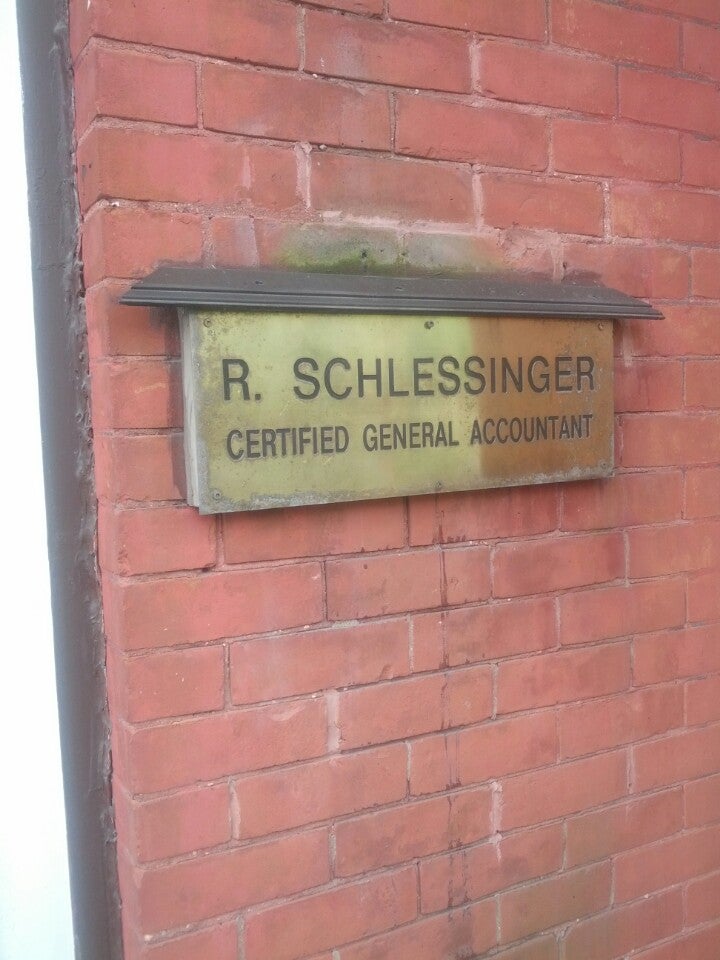 R. SCHLESSINGER
CERTIFIED GENERAL ACCOUNTANT